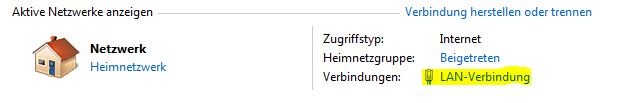 Aktive Netzwerke anzeigen
Verbindung herstellen oder trennen
Netzwerk
Heimnetzwerk
Zugriffstyp: Internet
Heimnetzgruppe: Beigetreten
Verbindungen: LAN-Verbindung